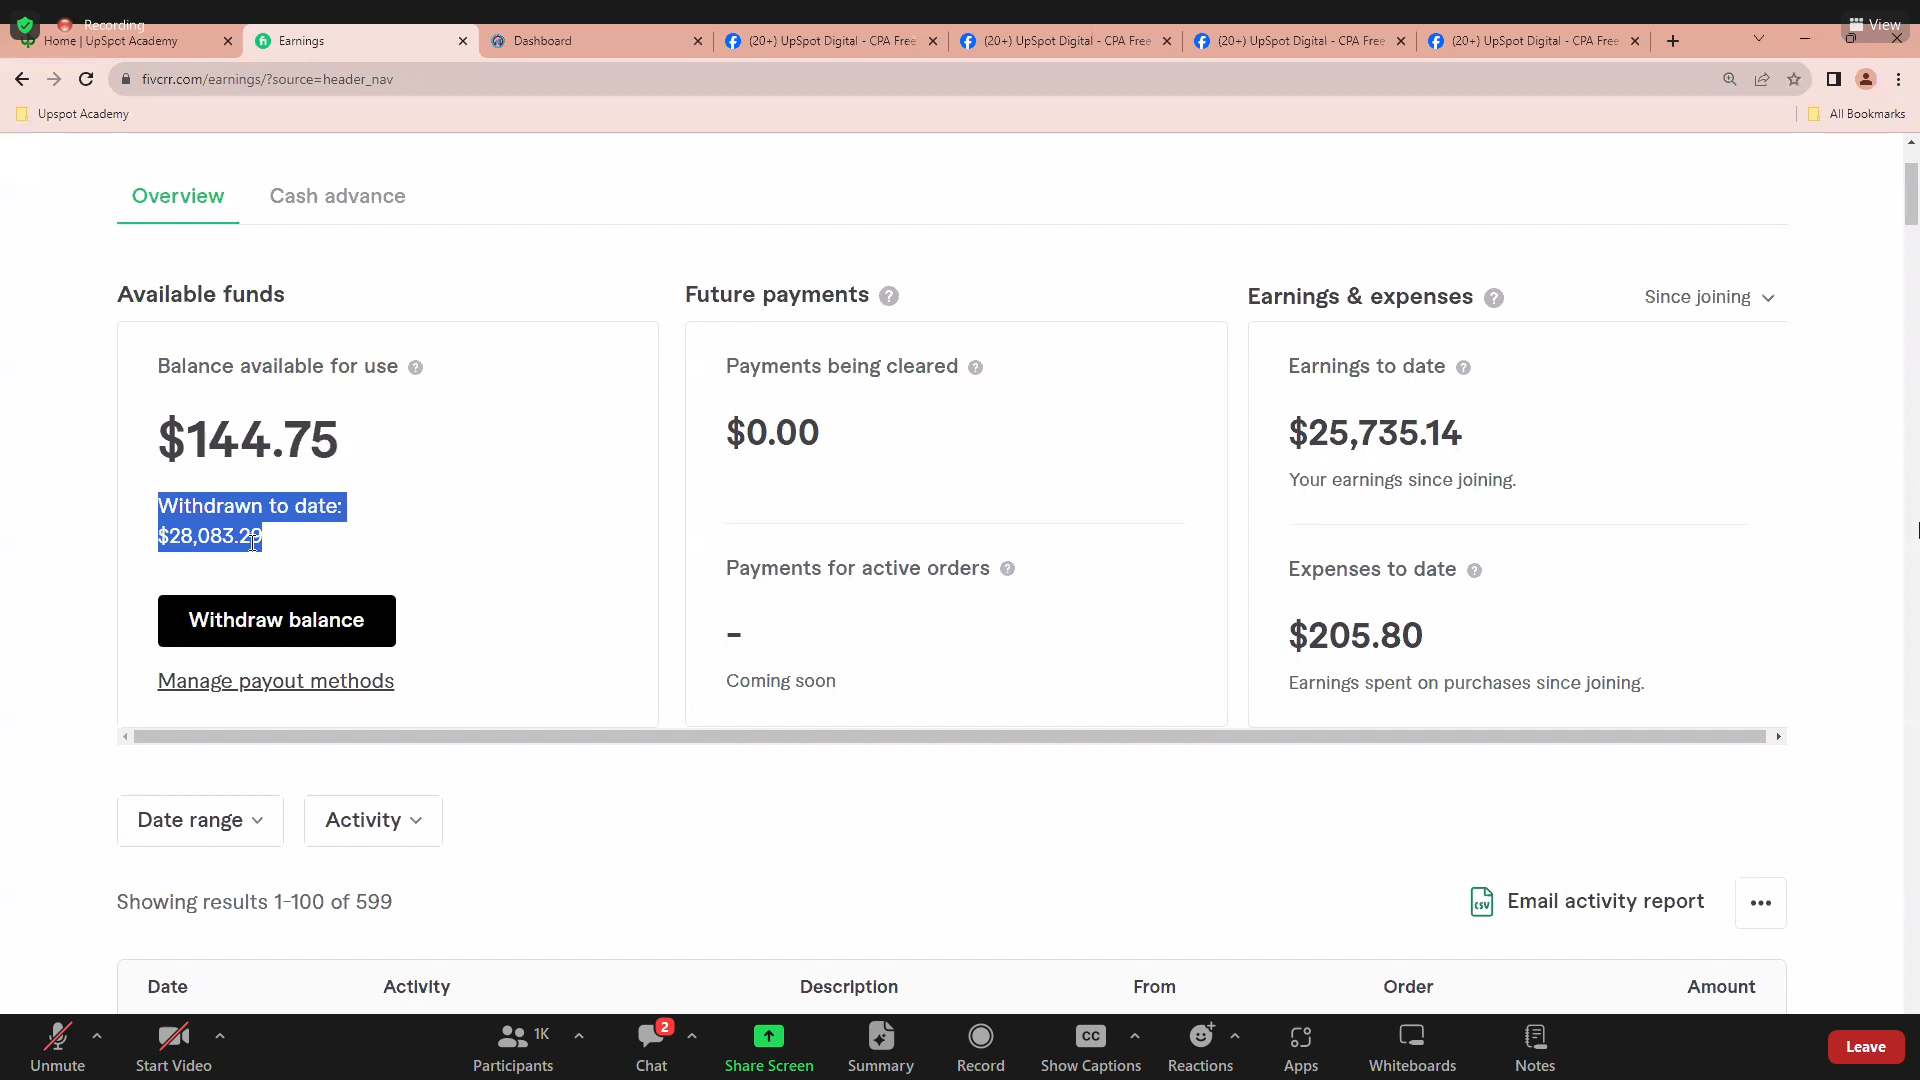 Recording
View
Home | UpSpot Academy
Earnings
Dashboard
(20+) UpSpot Digital - CPA Free
(20+) UpSpot Digital - CPA Free
(20+) UpSpot Digital - CPA Free
(20+) UpSpot Digital - CPA Free
fivcrr.com/earnings/?source=header_nav
Upspot Academy
All Bookmarks
Overview
Cash advance
Available funds
Future payments
Earnings & expenses
Since joining
Balance available for use
$144.75
Withdrawn to date:
$28,083.29
Withdraw balance
Manage payout methods
Payments being cleared
$0.00
Payments for active orders
-
Coming soon
Earnings to date
$25,735.14
Your earnings since joining.
Expenses to date
$205.80
Earnings spent on purchases since joining.
Date range
Activity
Showing results 1-100 of 599
CSV
Email activity report
Date
Activity
Description
From
Order
Amount
Unmute
Start Video
1K
Participants
2
Chat
Share Screen
Summary
Record
CC
Show Captions
Reactions
Apps
Whiteboards
Notes
Leave